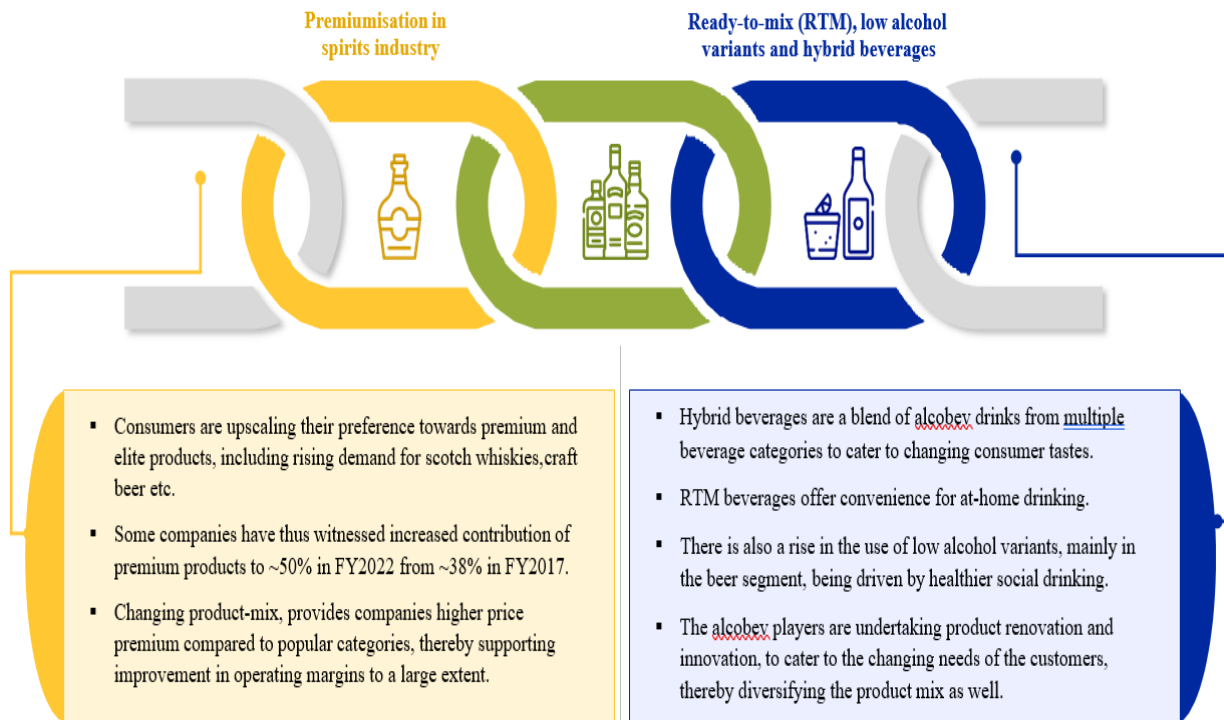 Premiumisation in
spirits industry
Ready-to-mix (RTM), low alcohol
variants and hybrid beverages
▪ Consumers are upscaling their preference towards premium and
elite products, including rising demand for scotch whiskies,craft
beer etc.
▪ Some companies have thus witnessed increased contribution of
premium products to ~50% in FY2022 from ~38% in FY2017.
▪ Changing product-mix, provides companies higher price
premium compared to popular categories, thereby supporting
improvement in operating margins to a large extent.
▪ Hybrid beverages are a blend of alcobev drinks from multiple
beverage categories to cater to changing consumer tastes.
▪ RTM beverages offer convenience for at-home drinking.
▪ There is also a rise in the use of low alcohol variants, mainly in
the beer segment, being driven by healthier social drinking.
▪ The alcobev players are undertaking product renovation and
innovation, to cater to the changing needs of the customers,
thereby diversifying the product mix as well.